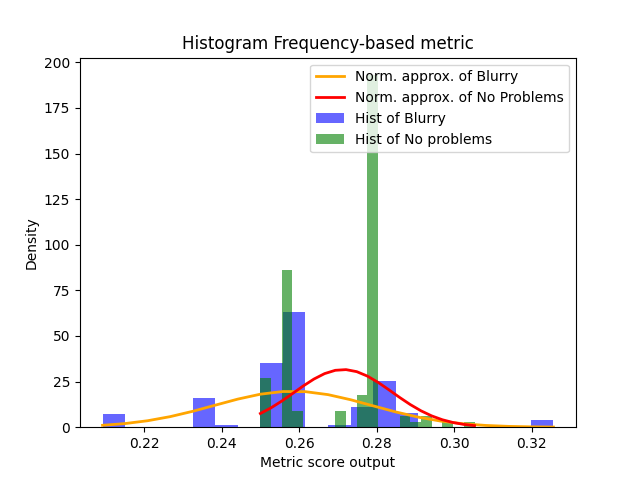 Histogram Frequency-based metric
Norm. approx. of Blurry
Norm. approx. of No Problems
Hist of Blurry
Hist of No problems
Density
200
175
150
125
100
75
50
25
0
0.22 0.24 0.26 0.28 0.30 0.32
Metric score output